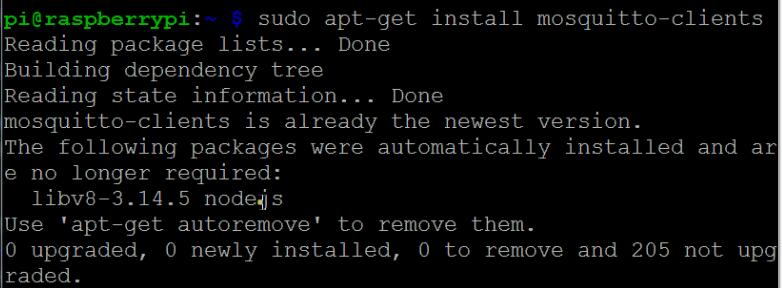 pi@raspberrypi:~ $ sudo apt-get install mosquitto-clients
Reading package lists... Done
Building dependency tree
Reading state information... Done
mosquitto-clients is already the newest version.
The following packages were automatically installed and ar
e no longer required:
  libv8-3.14.5 nodejs
Use 'apt-get autoremove' to remove them.
0 upgraded, 0 newly installed, 0 to remove and 205 not upg
raded.